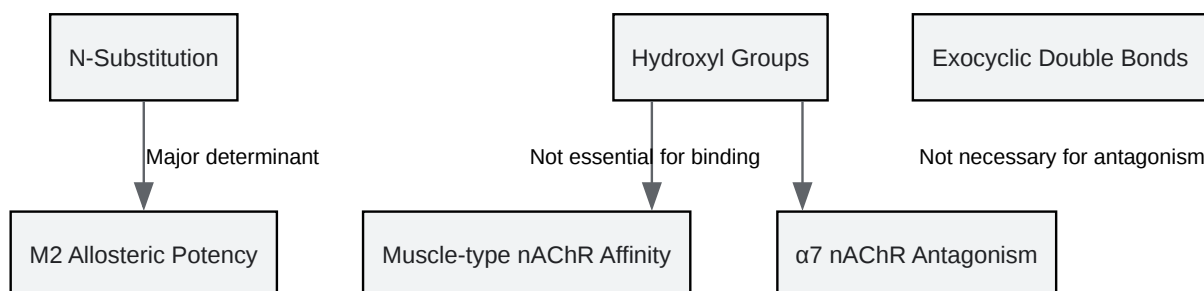 N-Substitution
Hydroxyl Groups
Exocyclic Double Bonds
Major determinant
Not essential for binding
Not necessary for antagonism
M2 Allosteric Potency
Muscle-type nAChR Affinity
α7 nAChR Antagonism